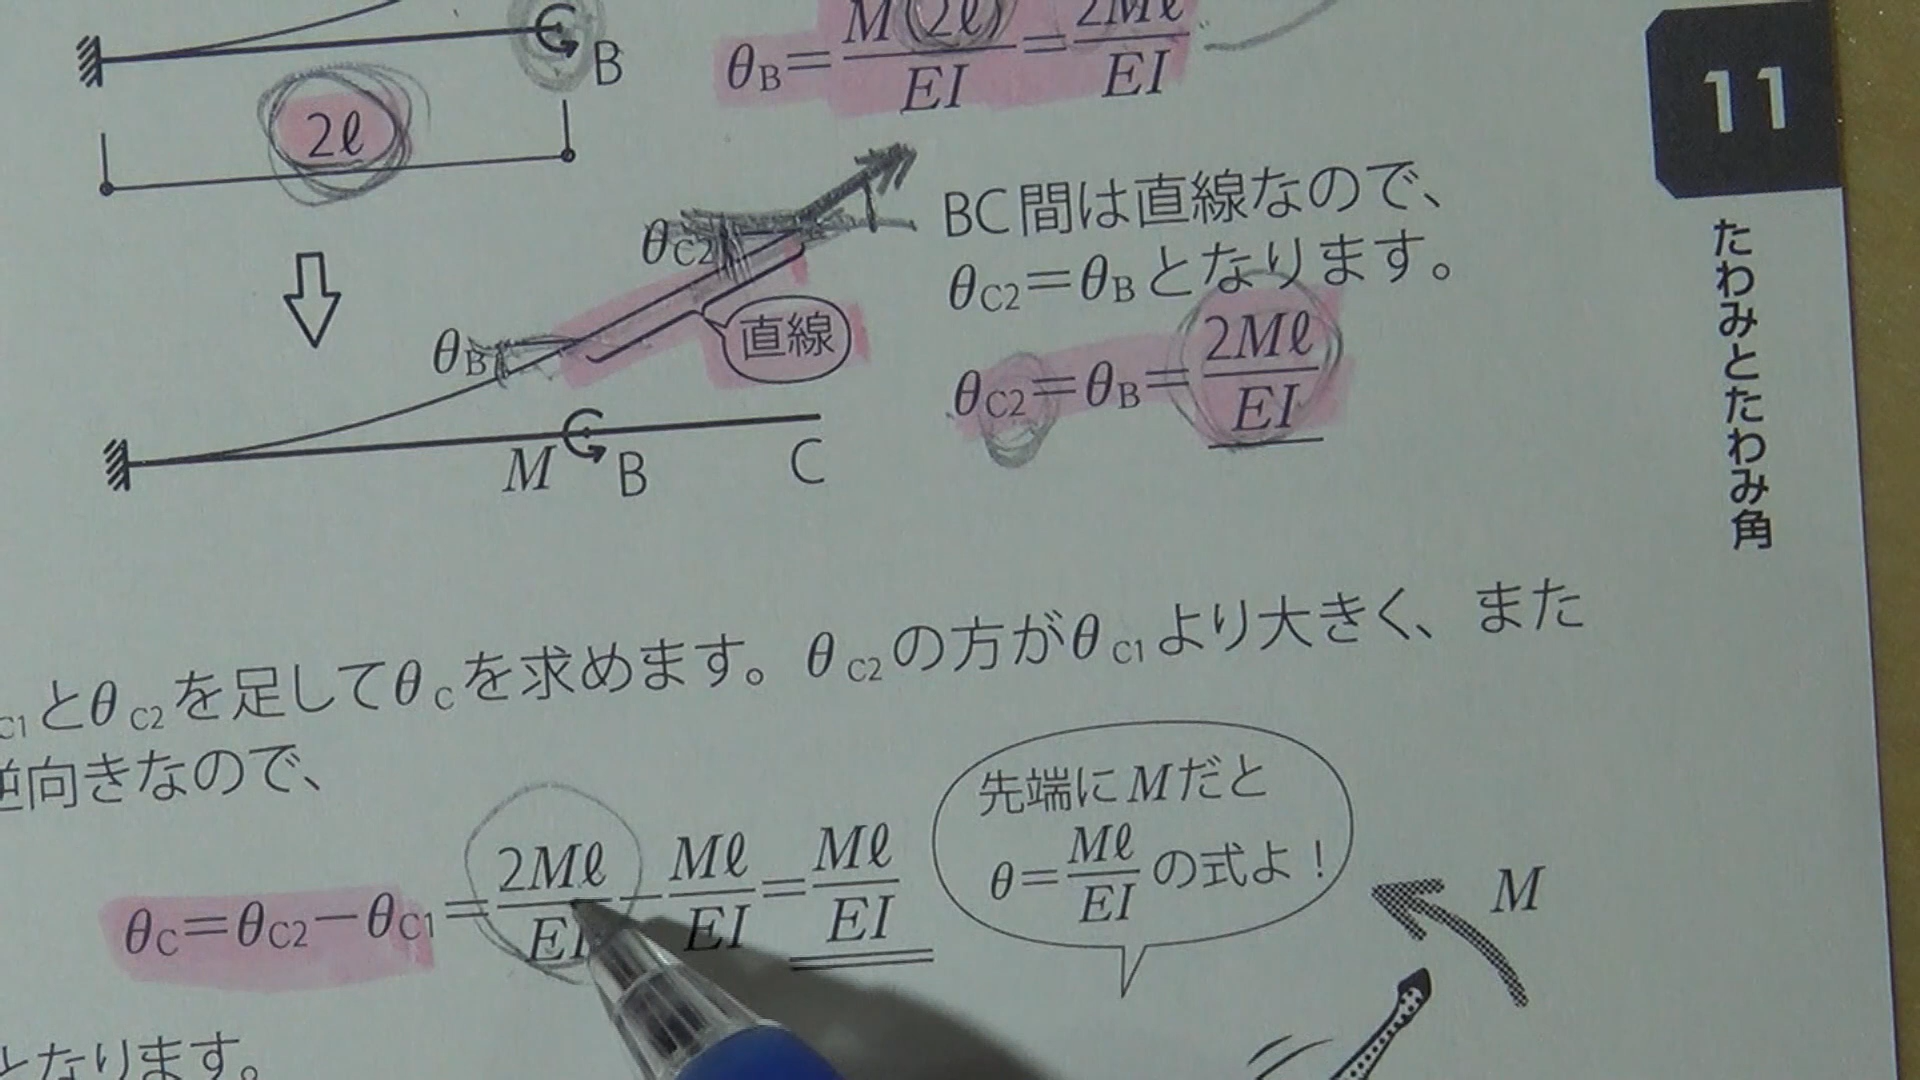 θB=M(2ℓ)/EI=2Mℓ/EI
B
2ℓ
11
たわみとたわみ角
BC間は直線なので、
θC2=θBとなります。
θC2=θB=2Mℓ/EI
θC2
θB
直線
M
B
C
C1とθC2を足してθCを求めます。θC2の方がθC1より大きく、また
逆向きなので、
θC=θC2−θC1=2Mℓ/EI−Mℓ/EI=Mℓ/EI
先端にMだと
θ=Mℓ/EIの式よ!
M
となります。